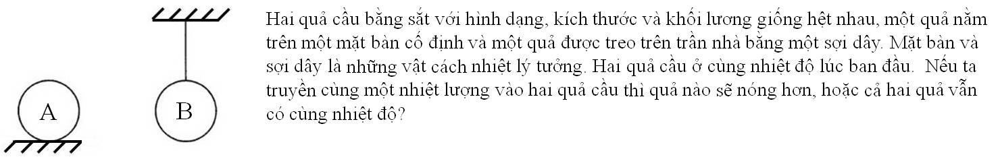 Hai quả cầu bằng sắt với hình dạng, kích thước và khối lương giống hệt nhau, một quả nằm
trên một mặt bàn cố định và một quả được treo trên trần nhà bằng một sợi dây. Mặt bàn và
sợi dây là những vật cách nhiệt lý tưởng. Hai quả cầu ở cùng nhiệt độ lúc ban đầu. Nếu ta
truyền cùng một nhiệt lượng vào hai quả cầu thì quả nào sẽ nóng hơn, hoặc cả hai quả vẫn
có cùng nhiệt độ?
A
B